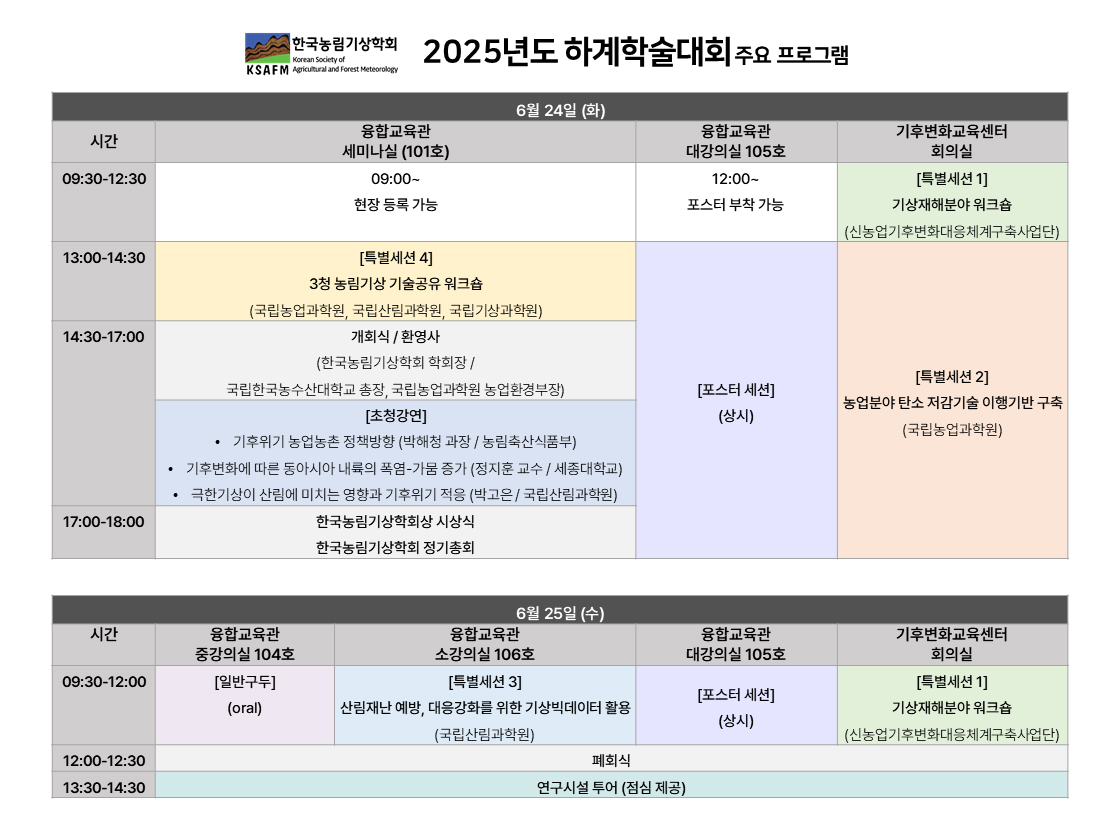 한국농림기상학회
Korean Society of
KSAFM Agricultural and Forest Meteorology
2025년도 하계학술대회 주요 프로그램
6월 24일 (화)
시간
융합교육관
세미나실 (101호)
융합교육관
대강의실 105호
기후변화교육센터
회의실
09:30-12:30
09:00~
현장 등록 가능
12:00~
포스터 부착 가능
[특별세션 1]
기상재해분야 워크숍
(신농업기후변화대응체계구축사업단)
13:00-14:30
[특별세션 4]
3청 농림기상 기술공유 워크숍
(국립농업과학원, 국립산림과학원, 국립기상과학원)
14:30-17:00
개회식 / 환영사
(한국농림기상학회 학회장 /
국립한국농수산대학교 총장, 국립농업과학원 농업환경부장)
[초청강연]
• 기후위기 농업농촌 정책방향 (박해청 과장 / 농림축산식품부)
• 기후변화에 따른 동아시아 내륙의 폭염-가뭄 증가 (정지훈 교수 / 세종대학교)
• 극한기상이 산림에 미치는 영향과 기후위기 적응 (박고은 / 국립산림과학원)
17:00-18:00
한국농림기상학회상 시상식
한국농림기상학회 정기총회
[포스터 세션]
(상시)
[특별세션 2]
농업분야 탄소 저감기술 이행기반 구축
(국립농업과학원)
6월 25일 (수)
시간
융합교육관
중강의실 104호
융합교육관
소강의실 106호
융합교육관
대강의실 105호
기후변화교육센터
회의실
09:30-12:00
[일반구두]
(oral)
[특별세션 3]
산림재난 예방, 대응강화를 위한 기상빅데이터 활용
(국립산림과학원)
[포스터 세션]
(상시)
[특별세션 1]
기상재해분야 워크숍
(신농업기후변화대응체계구축사업단)
12:00-12:30
폐회식
13:30-14:30
연구시설 투어 (점심 제공)